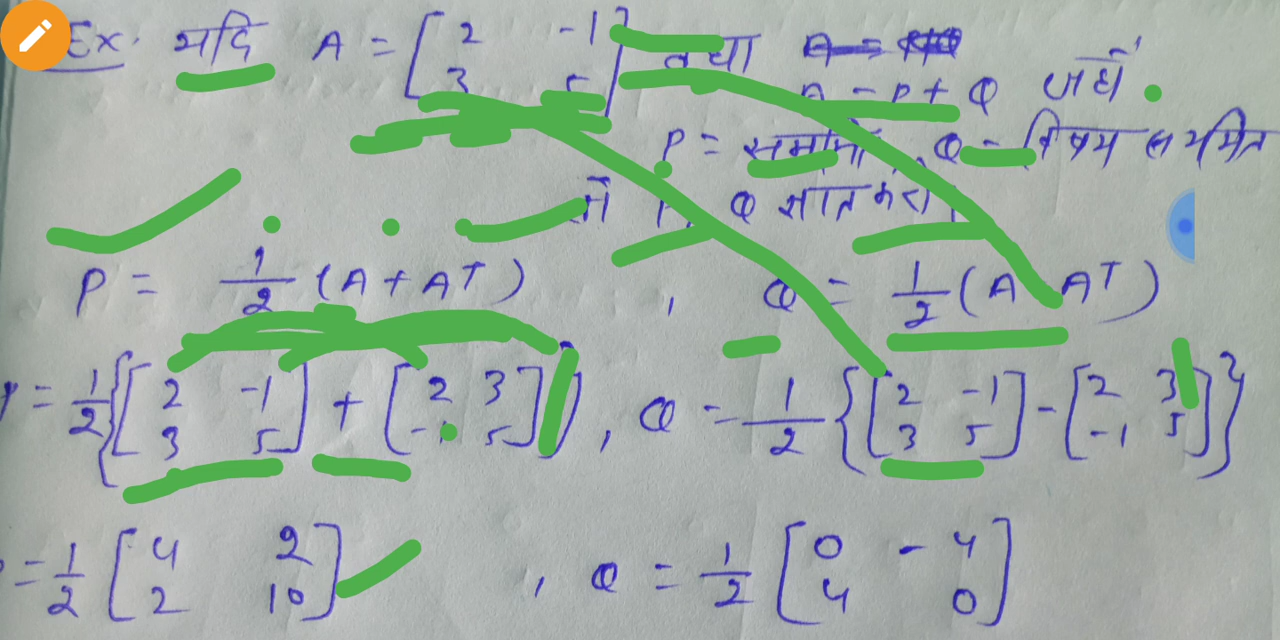 Ex. यदि A = [2 -1; 3 5] तथा
A = P + Q जहाँ
P = सममित, Q = विषम सममित
तो P, Q ज्ञात करो।
P = 1/2 (A + AT) , Q = 1/2 (A - AT)
P = 1/2 {[2 -1; 3 5] + [2 3; -1 5]} , Q = 1/2 {[2 -1; 3 5] - [2 3; -1 5]}
= 1/2 [4 2; 2 10] , Q = 1/2 [0 -4; 4 0]